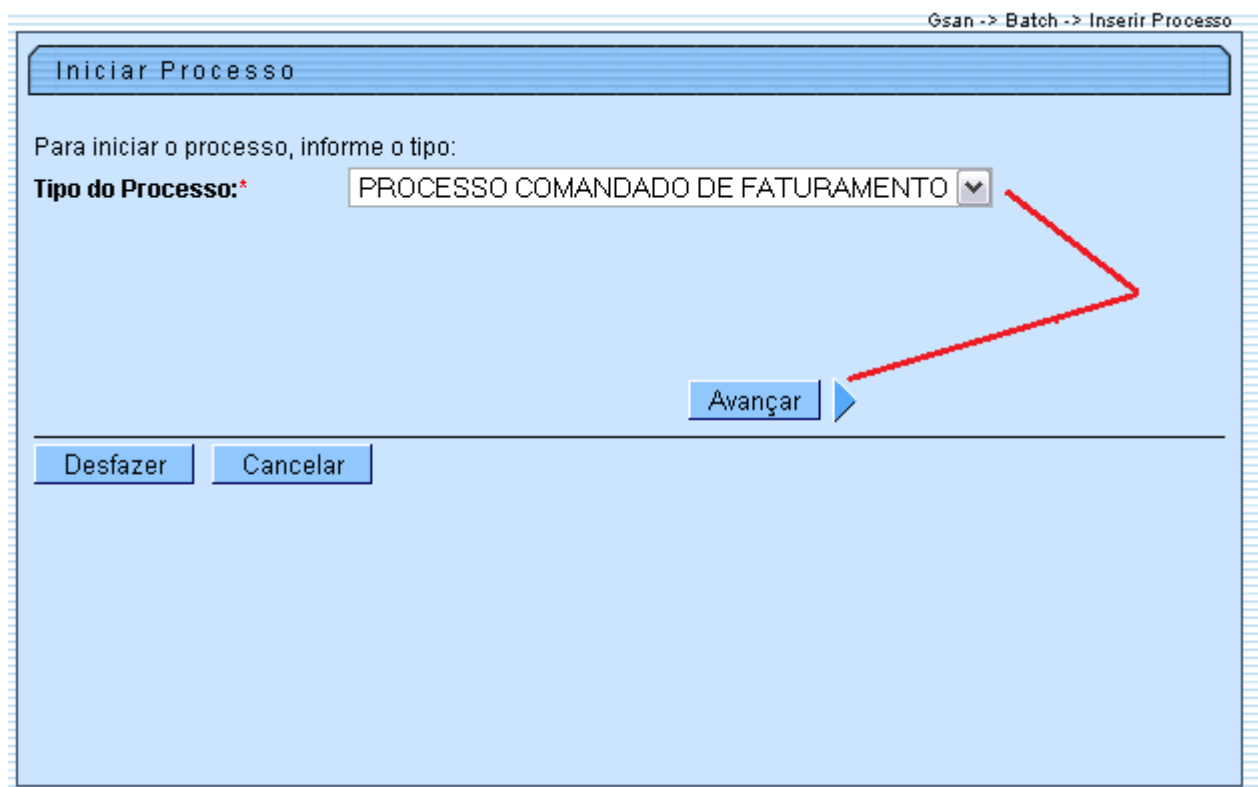 Gsan -> Batch -> Inserir Processo
Iniciar Processo
Para iniciar o processo, informe o tipo:
Tipo do Processo:* PROCESSO COMANDADO DE FATURAMENTO
Avançar
Desfazer Cancelar